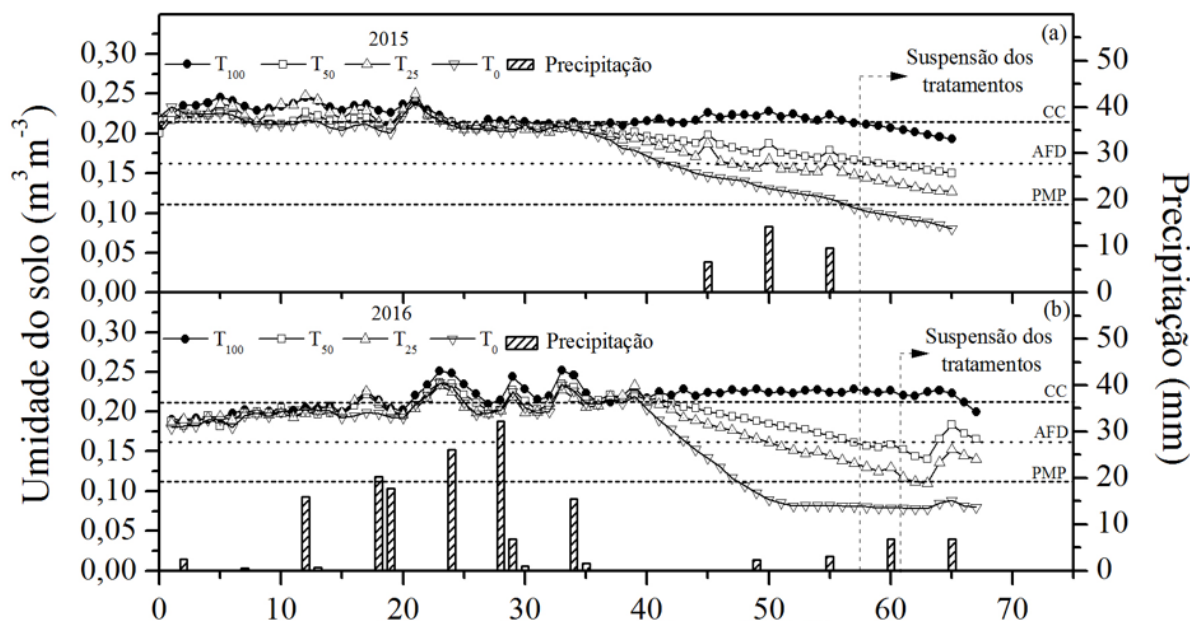 Umidade do solo (m³ m⁻³)
Precipitação (mm)
(a)
2015
T₁₀₀ T₅₀ T₂₅ T₀ Precipitação
Suspensão dos
tratamentos
CC
AFD
PMP
0,35
0,30
0,25
0,20
0,15
0,10
0,05
0,00
50
40
30
20
10
0
(b)
2016
T₁₀₀ T₅₀ T₂₅ T₀ Precipitação
Suspensão dos
tratamentos
CC
AFD
PMP
0,30
0,25
0,20
0,15
0,10
0,05
0,00
50
40
30
20
10
0
0 10 20 30 40 50 60 70